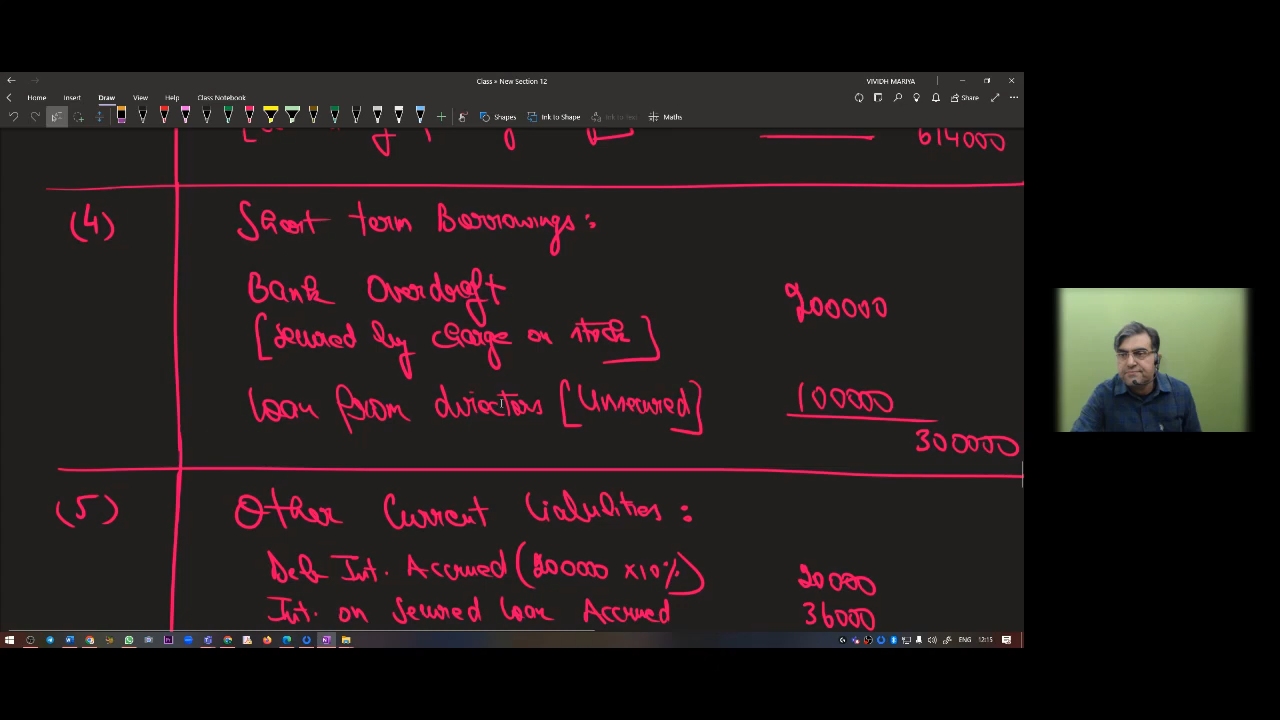 Class » New Section 12
VIVIDH MARIYA
Home Insert Draw View Help Class Notebook
Share
Shapes Ink to Shape Ink to Text Maths
614000
(4) Short term Borrowings:
Bank Overdraft 200000
[Secured by charge on stock]
Loan from directors [Unsecured] 100000
300000
(5) Other Current Liabilities:
Deb Int. Accrued (200000 x10%) 20000
Int. on Secured Loan Accrued 36000
ENG 12:15